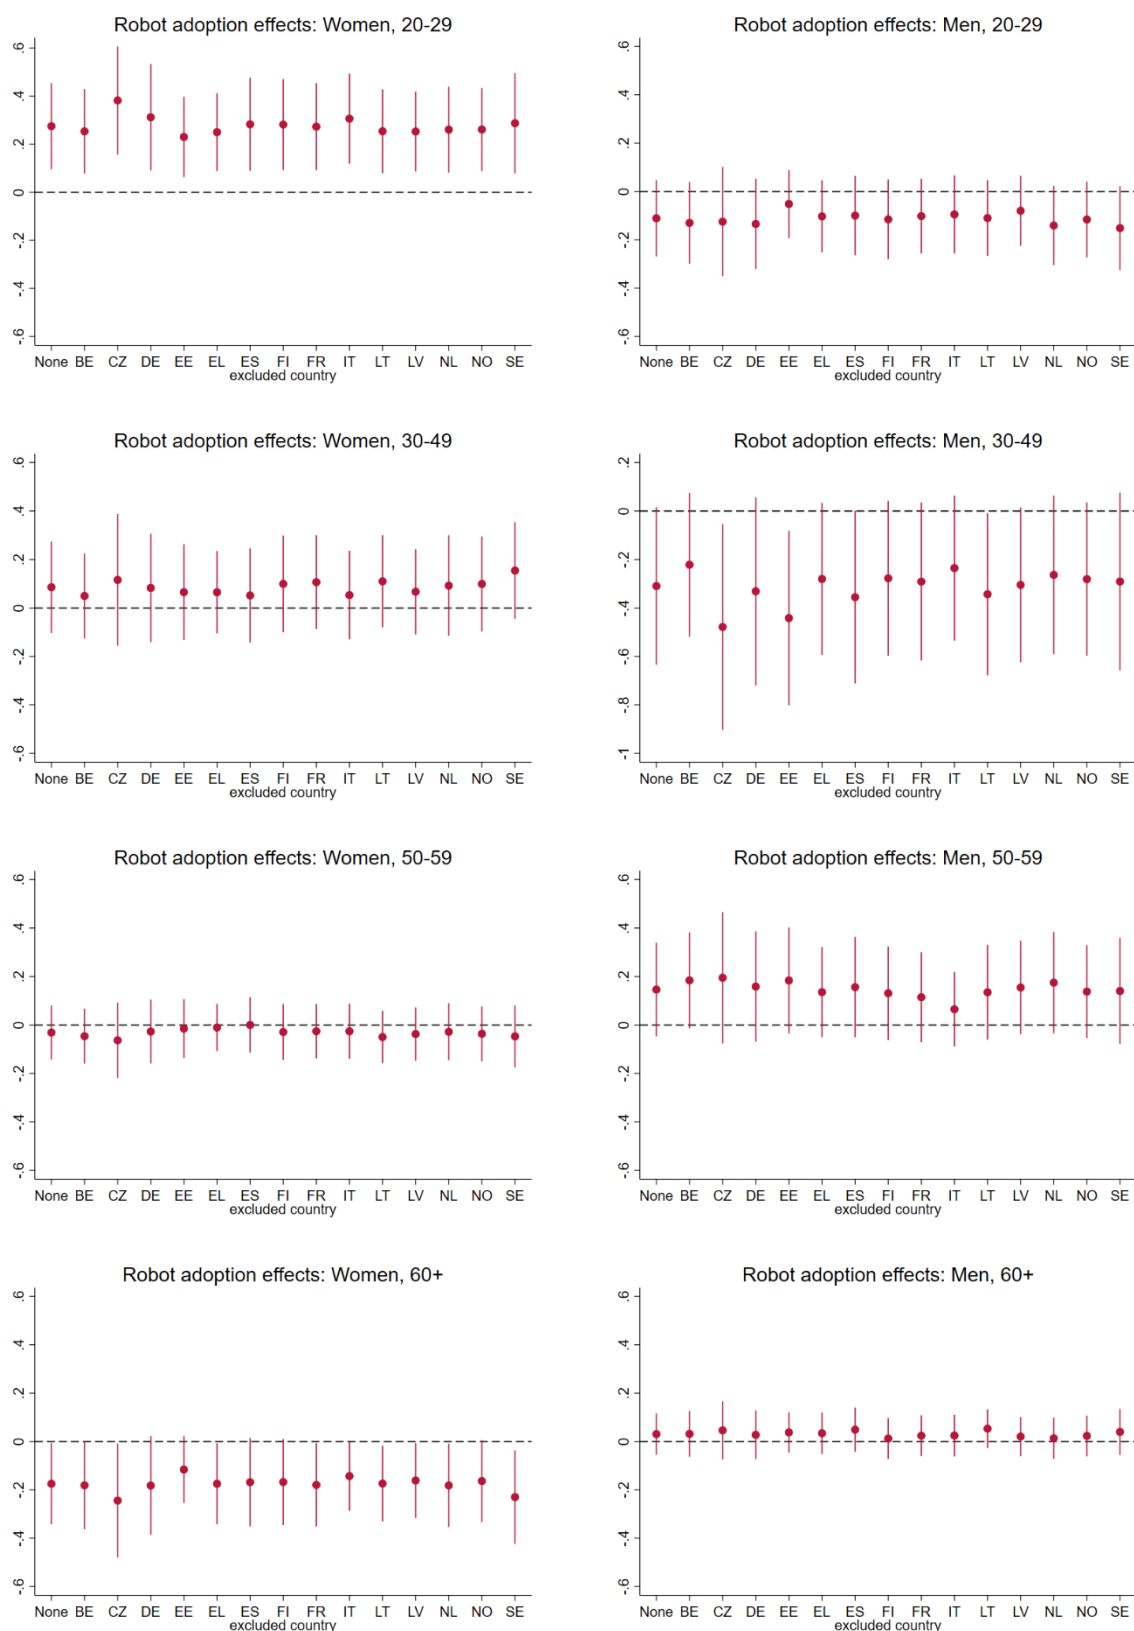 Robot adoption effects: Women, 20-29
.6
.4
.2
0
-.2
-.4
-.6
None BE CZ DE EE EL ES FI FR IT LT LV NL NO SE
excluded country
Robot adoption effects: Men, 20-29
.6
.4
.2
0
-.2
-.4
-.6
None BE CZ DE EE EL ES FI FR IT LT LV NL NO SE
excluded country
Robot adoption effects: Women, 30-49
.6
.4
.2
0
-.2
-.4
-.6
None BE CZ DE EE EL ES FI FR IT LT LV NL NO SE
excluded country
Robot adoption effects: Men, 30-49
.2
0
-.2
-.4
-.6
-.8
-1
None BE CZ DE EE EL ES FI FR IT LT LV NL NO SE
excluded country
Robot adoption effects: Women, 50-59
.6
.4
.2
0
-.2
-.4
-.6
None BE CZ DE EE EL ES FI FR IT LT LV NL NO SE
excluded country
Robot adoption effects: Men, 50-59
.6
.4
.2
0
-.2
-.4
-.6
None BE CZ DE EE EL ES FI FR IT LT LV NL NO SE
excluded country
Robot adoption effects: Women, 60+
.6
.4
.2
0
-.2
-.4
-.6
None BE CZ DE EE EL ES FI FR IT LT LV NL NO SE
excluded country
Robot adoption effects: Men, 60+
.6
.4
.2
0
-.2
-.4
-.6
None BE CZ DE EE EL ES FI FR IT LT LV NL NO SE
excluded country